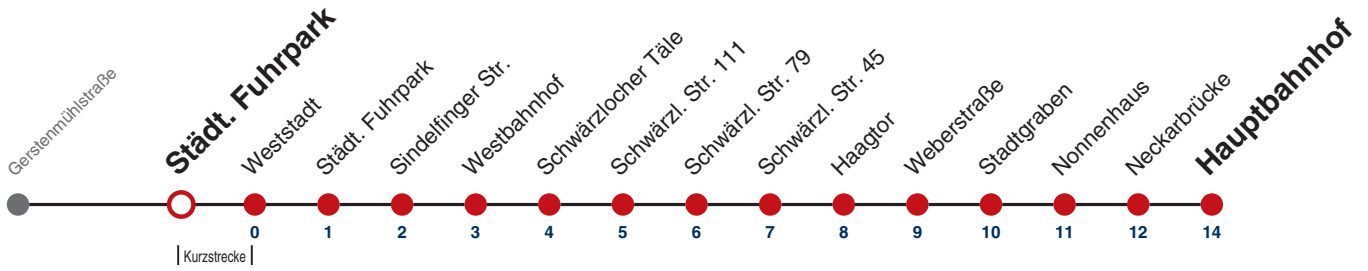 Gerstenmühlstraße
Städt. Fuhrpark
Weststadt
Städt. Fuhrpark
Sindelfinger Str.
Westbahnhof
Schwärzlocher Täle
Schwärzl. Str. 111
Schwärzl. Str. 79
Schwärzl. Str. 45
Haagtor
Weberstraße
Stadtgraben
Nonnenhaus
Neckarbrücke
Hauptbahnhof
0 1 2 3 4 5 6 7 8 9 10 11 12 14
Kurzstrecke